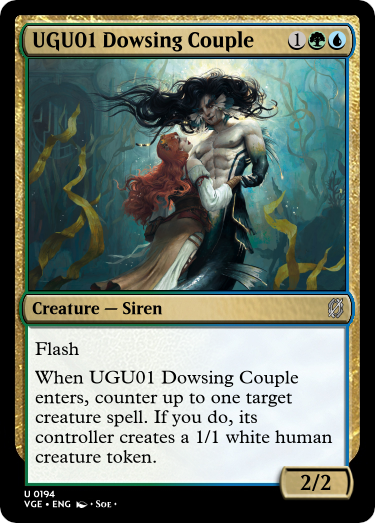 UGU01 Dowsing Couple 1
Creature — Siren
Flash
When UGU01 Dowsing Couple
enters, counter up to one target
creature spell. If you do, its
controller creates a 1/1 white human
creature token.
2/2
U 0194
VGE • ENG • Soe •